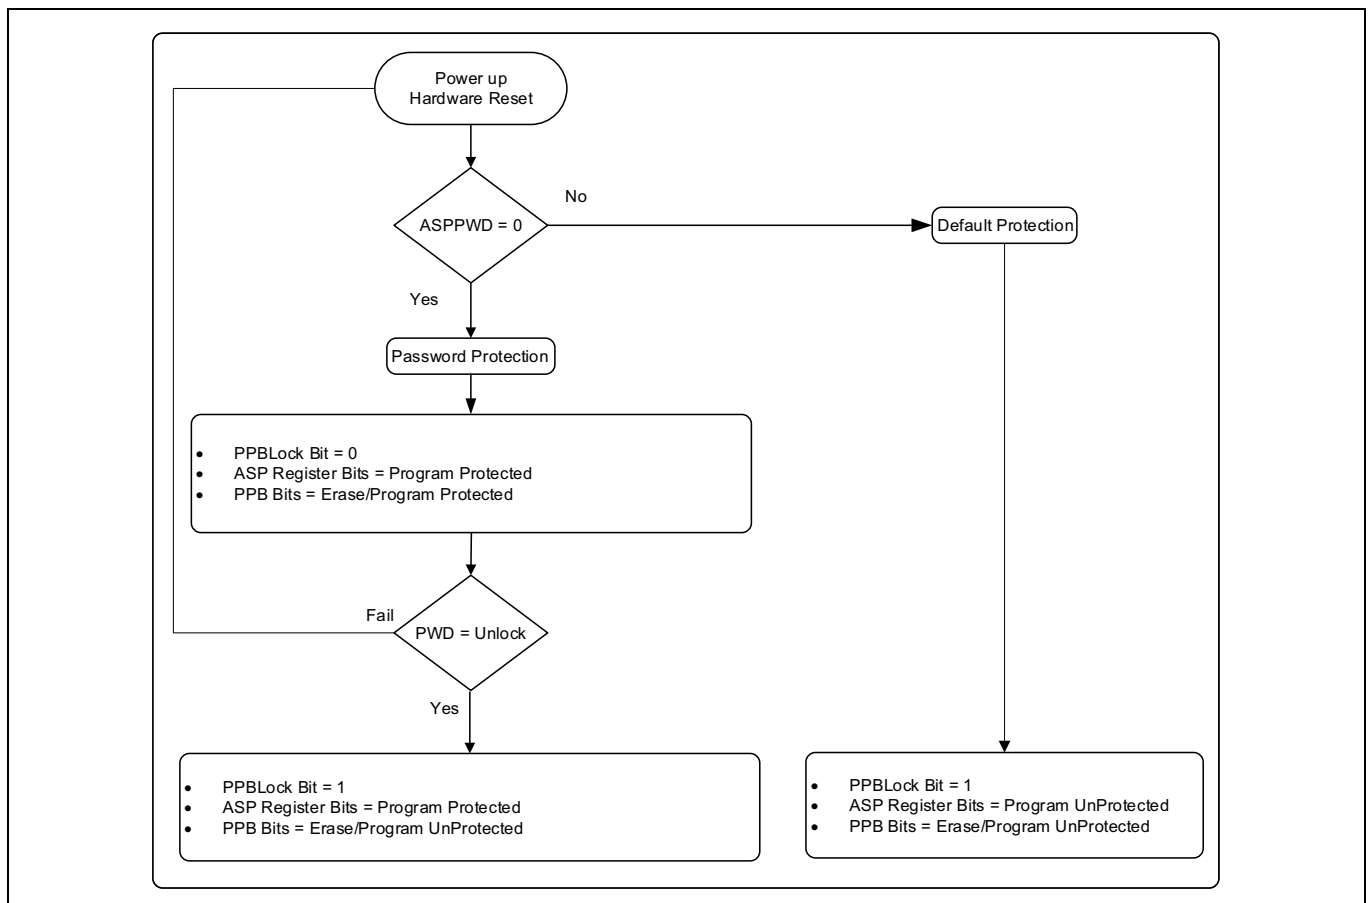 Power up
Hardware Reset
No
ASPPWD = 0
Default Protection
Yes
Password Protection
• PPBLock Bit = 0
• ASP Register Bits = Program Protected
• PPB Bits = Erase/Program Protected
Fail
PWD = Unlock
Yes
• PPBLock Bit = 1
• ASP Register Bits = Program Protected
• PPB Bits = Erase/Program UnProtected
• PPBLock Bit = 1
• ASP Register Bits = Program UnProtected
• PPB Bits = Erase/Program UnProtected